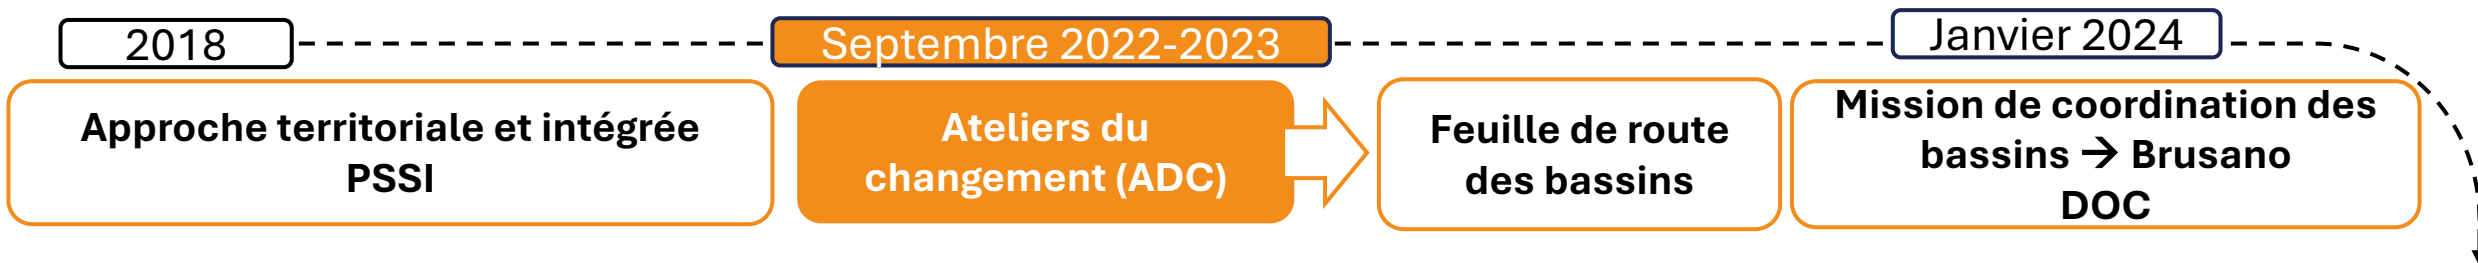 2018
Septembre 2022-2023
Janvier 2024
Approche territoriale et intégrée
PSSI
Ateliers du
changement (ADC)
Feuille de route
des bassins
Mission de coordination des
bassins → Brusano
DOC